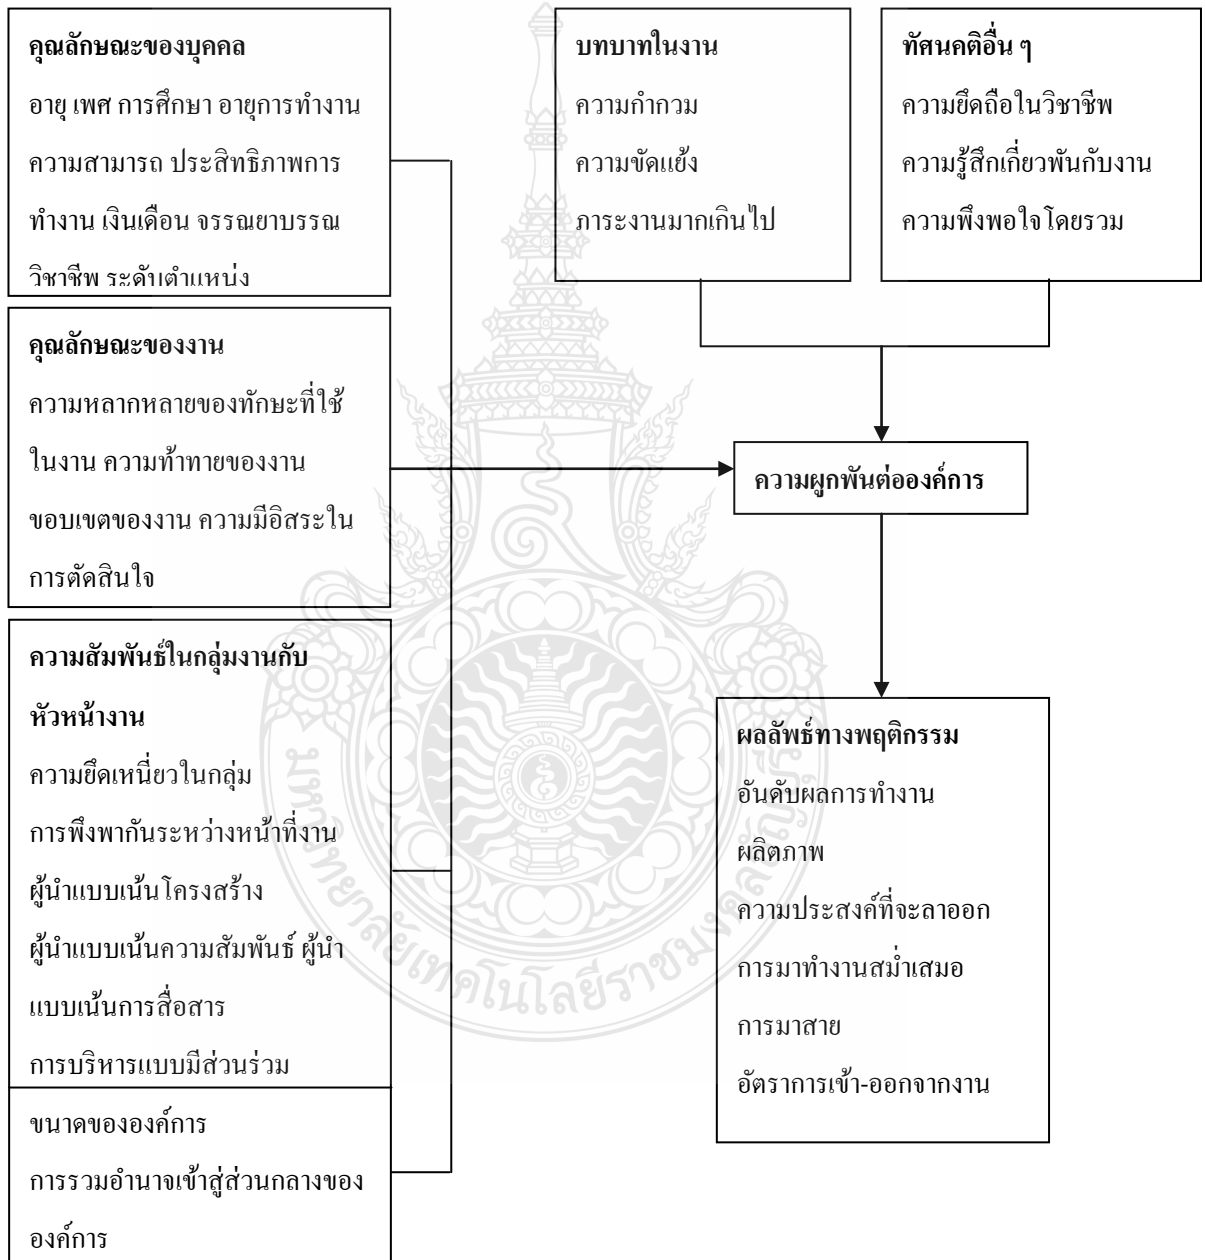 คุณลักษณะของบุคคล
อายุ เพศ การศึกษา อายุการทำงาน
ความสามารถ ประสิทธิภาพการ
ทำงาน เงินเดือน จรรณยาบรรณ
วิชาชีพ ระดับตำแหน่ง
บทบาทในงาน
ความกำกวม
ความขัดแย้ง
ภาระงานมากเกินไป
ทัศนคติอื่น ๆ
ความยึดถือในวิชาชีพ
ความรู้สึกเกี่ยวพันกับงาน
ความพึงพอใจโดยรวม
คุณลักษณะของงาน
ความหลากหลายของทักษะที่ใช้
ในงาน ความท้าทายของงาน
ขอบเขตของงาน ความมีอิสระใน
การตัดสินใจ
ความผูกพันต่อองค์การ
ความสัมพันธ์ในกลุ่มงานกับ
หัวหน้างาน
ความยึดเหนี่ยวในกลุ่ม
การพึงพากันระหว่างหน้าที่งาน
ผู้นำแบบเน้นโครงสร้าง
ผู้นำแบบเน้นความสัมพันธ์ ผู้นำ
แบบเน้นการสื่อสาร
การบริหารแบบมีส่วนร่วม
ขนาดขององค์การ
การรวมอำนาจเข้าสู่ส่วนกลางของ
องค์การ
ผลลัพธ์ทางพฤติกรรม
อันดับผลการทำงาน
ผลิตภาพ
ความประสงค์ที่จะลาออก
การมาทำงานสม่ำเสมอ
การมาสาย
อัตราการเข้า-ออกจากงาน
มหาวิทยาลัยเทคโนโลยีราชมงคลธัญบุรี